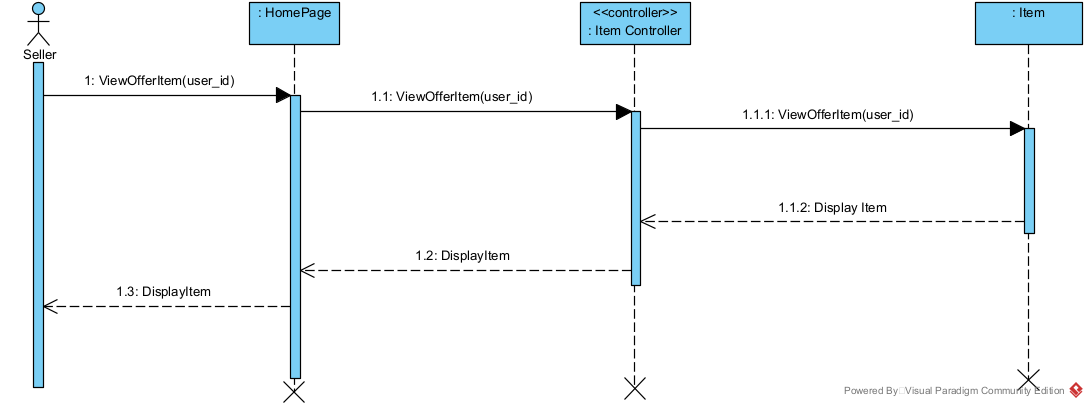 : HomePage
<<controller>>
: Item Controller
: Item
Seller
1: ViewOfferItem(user_id)
1.1: ViewOfferItem(user_id)
1.1.1: ViewOfferItem(user_id)
1.1.2: Display Item
1.2: DisplayItem
1.3: DisplayItem
Powered By Visual Paradigm Community Edition